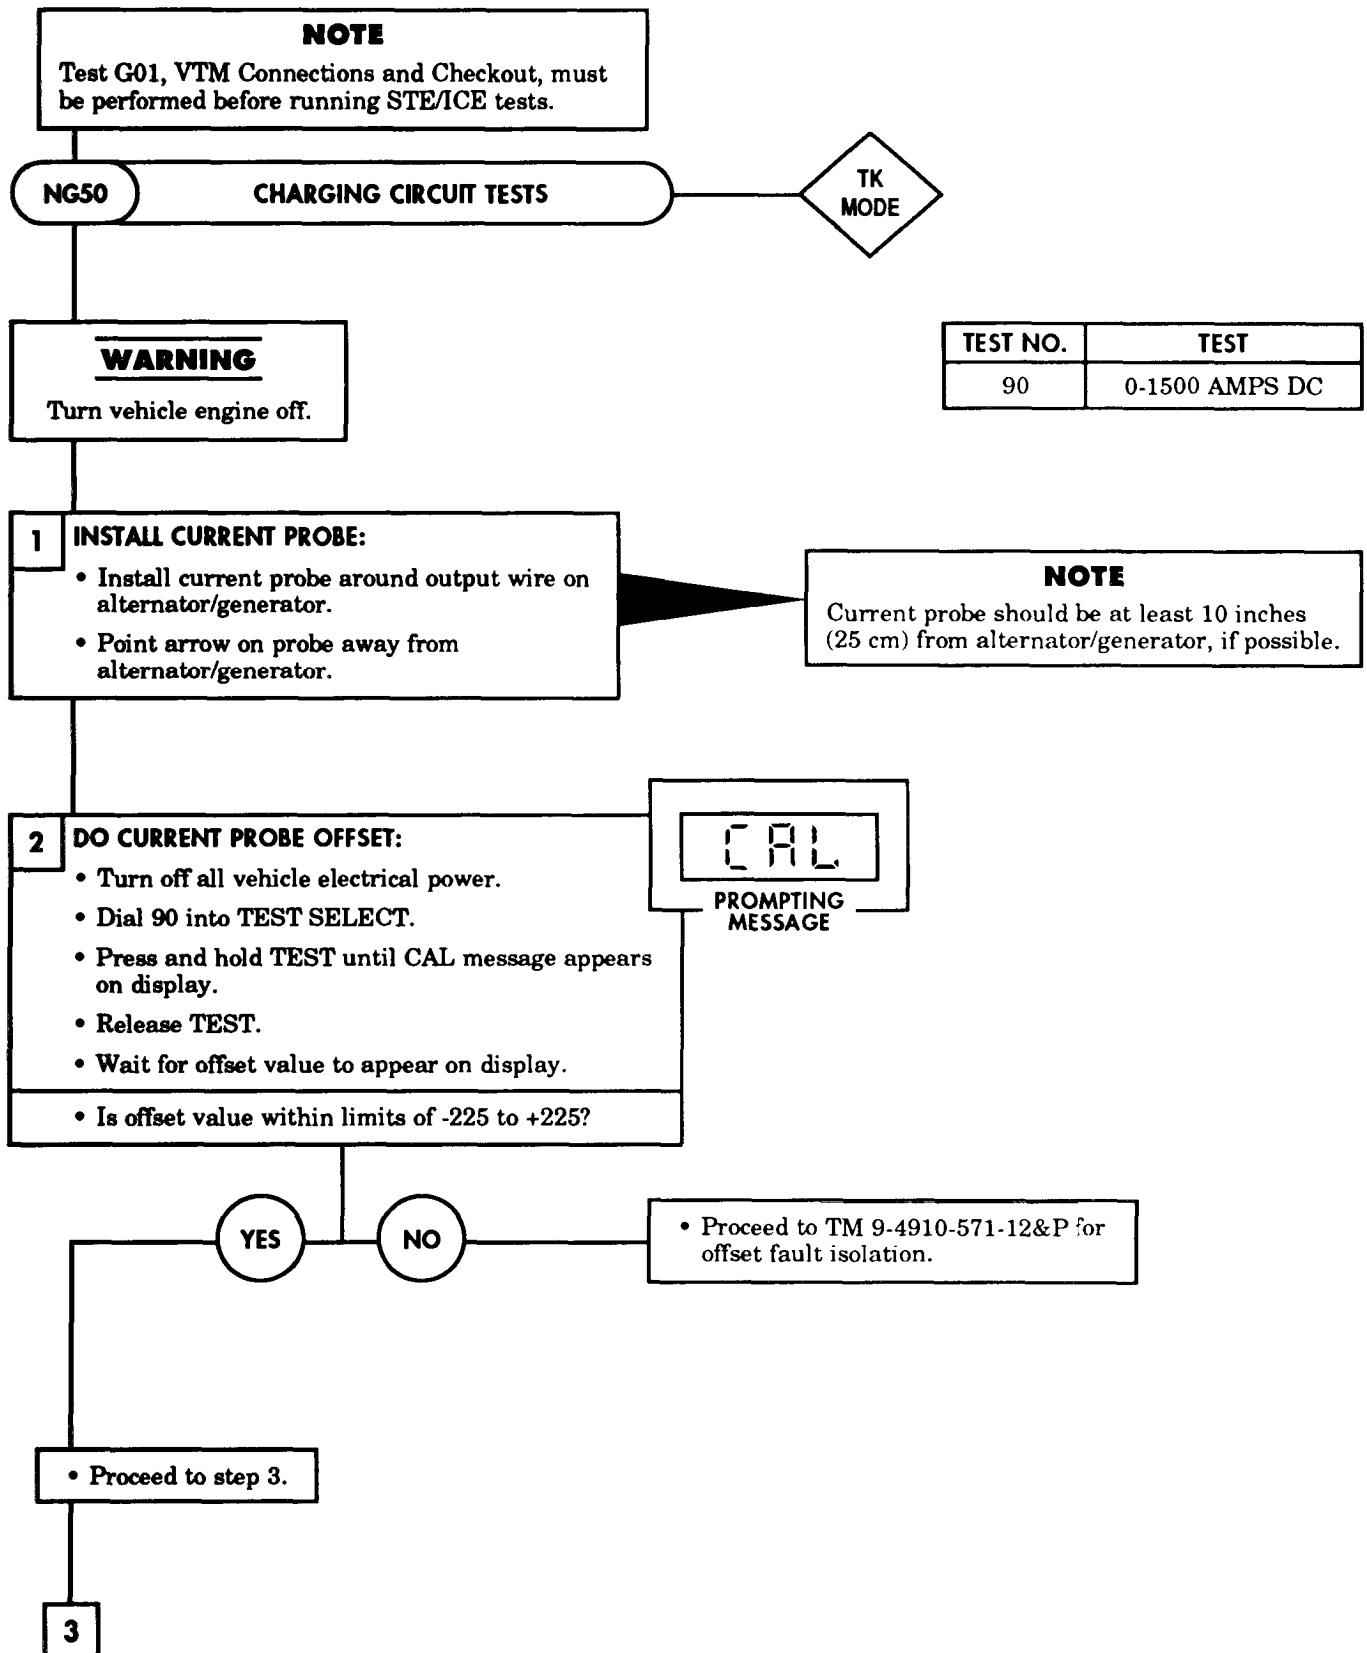 NOTE
Test G01, VTM Connections and Checkout, must
be performed before running STE/ICE tests.
NG50 CHARGING CIRCUIT TESTS
TK
MODE
WARNING
Turn vehicle engine off.
TEST NO. TEST
90 0-1500 AMPS DC
1 INSTALL CURRENT PROBE:
• Install current probe around output wire on
alternator/generator.
• Point arrow on probe away from
alternator/generator.
NOTE
Current probe should be at least 10 inches
(25 cm) from alternator/generator, if possible.
2 DO CURRENT PROBE OFFSET:
• Turn off all vehicle electrical power.
• Dial 90 into TEST SELECT.
• Press and hold TEST until CAL message appears
on display.
• Release TEST.
• Wait for offset value to appear on display.
• Is offset value within limits of -225 to +225?
CAL
PROMPTING
MESSAGE
YES
NO
• Proceed to TM 9-4910-571-12&P for
offset fault isolation.
• Proceed to step 3.
3